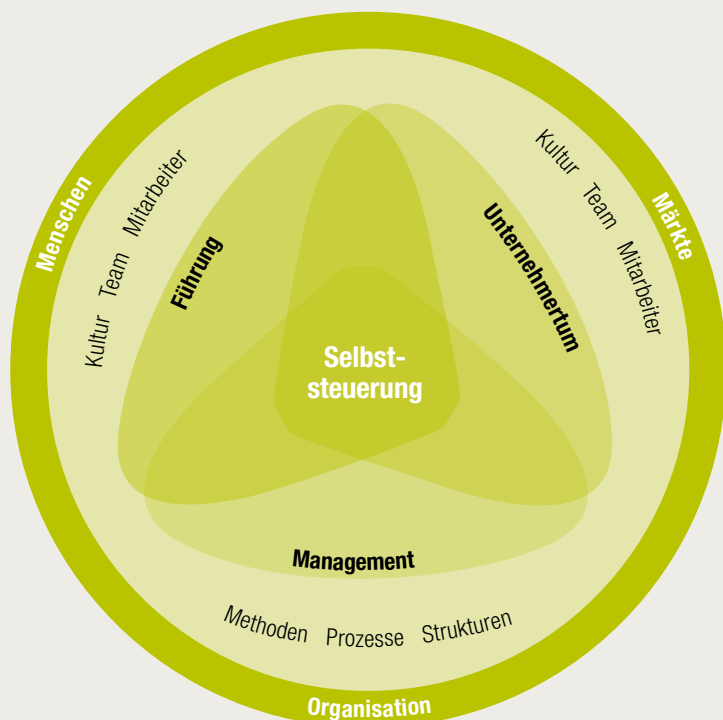 Menschen
Kultur Team Mitarbeiter
Führung
Märkte
Kultur Team Mitarbeiter
Unternehmertum
Selbst-
steuerung
Management
Methoden Prozesse Strukturen
Organisation